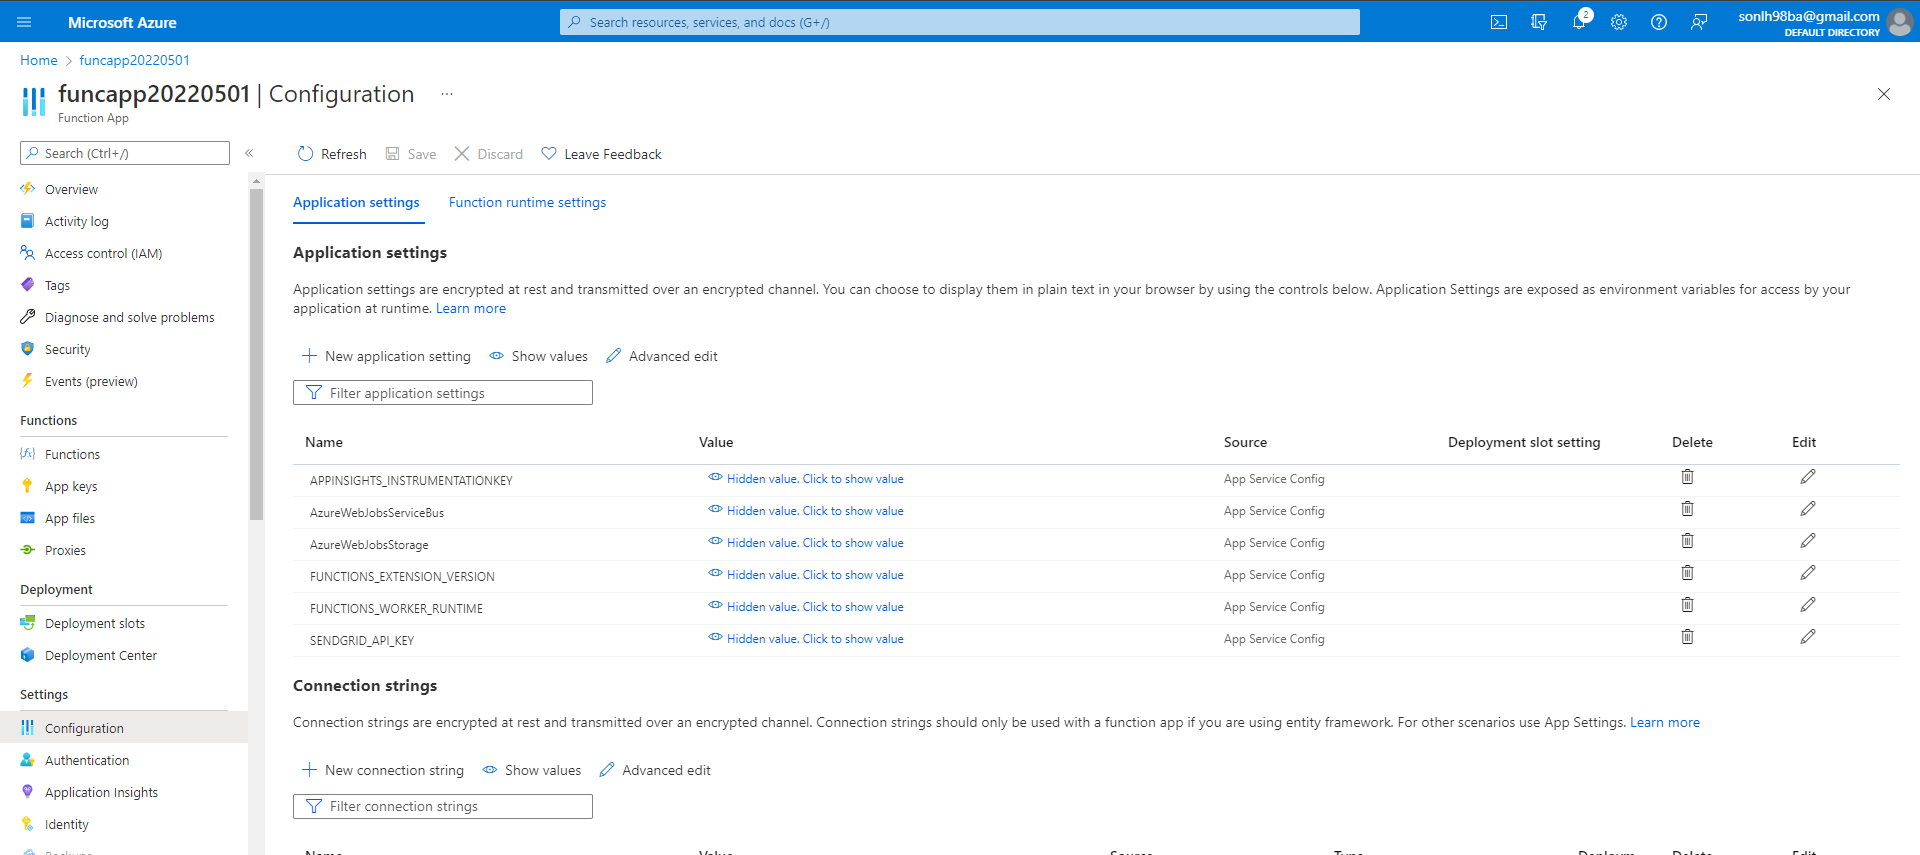 Microsoft Azure
Search resources, services, and docs (G+/)
2
sonlh98ba@gmail.com
DEFAULT DIRECTORY
Home > funcapp20220501
funcapp20220501 | Configuration ...
Function App
Search (Ctrl+/) «
Refresh Save Discard Leave Feedback
Overview
Activity log
Access control (IAM)
Tags
Diagnose and solve problems
Security
Events (preview)
Functions
Functions
App keys
App files
Proxies
Deployment
Deployment slots
Deployment Center
Settings
Configuration
Authentication
Application Insights
Identity
Backups
Application settings Function runtime settings
Application settings
Application settings are encrypted at rest and transmitted over an encrypted channel. You can choose to display them in plain text in your browser by using the controls below. Application Settings are exposed as environment variables for access by your
application at runtime. Learn more
New application setting Show values Advanced edit
Filter application settings
Name Value Source Deployment slot setting Delete Edit
APPINSIGHTS_INSTRUMENTATIONKEY Hidden value. Click to show value App Service Config
AzureWebJobsServiceBus Hidden value. Click to show value App Service Config
AzureWebJobsStorage Hidden value. Click to show value App Service Config
FUNCTIONS_EXTENSION_VERSION Hidden value. Click to show value App Service Config
FUNCTIONS_WORKER_RUNTIME Hidden value. Click to show value App Service Config
SENDGRID_API_KEY Hidden value. Click to show value App Service Config
Connection strings
Connection strings are encrypted at rest and transmitted over an encrypted channel. Connection strings should only be used with a function app if you are using entity framework. For other scenarios use App Settings. Learn more
New connection string Show values Advanced edit
Filter connection strings
Name Value Source Type Deploym Delete Edit